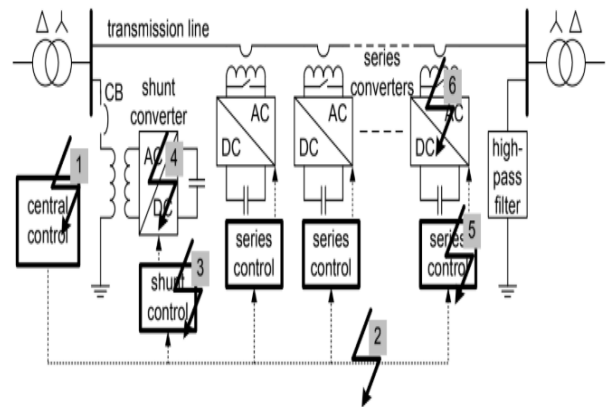 Δ Y
transmission line
Δ Y
CB
shunt
converter
series
converters
AC
DC
AC
DC
AC
DC
AC
DC
6
4
1
central
control
high-
pass
filter
3
shunt
control
series
control
series
control
series
control
5
2